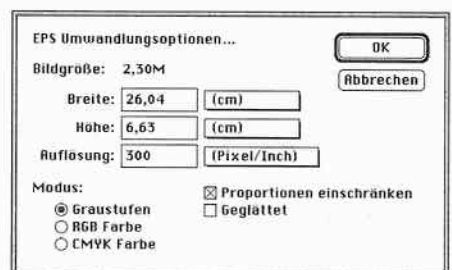 EPS Umwandlungsoptionen...
OK
Bildgröße: 2,30M
Abbrechen
Breite: 26,04 (cm)
Höhe: 6,63 (cm)
Auflösung: 300 (Pixel/Inch)
Modus:
Proportionen einschränken
Graustufen
Geglättet
RGB Farbe
CMYK Farbe